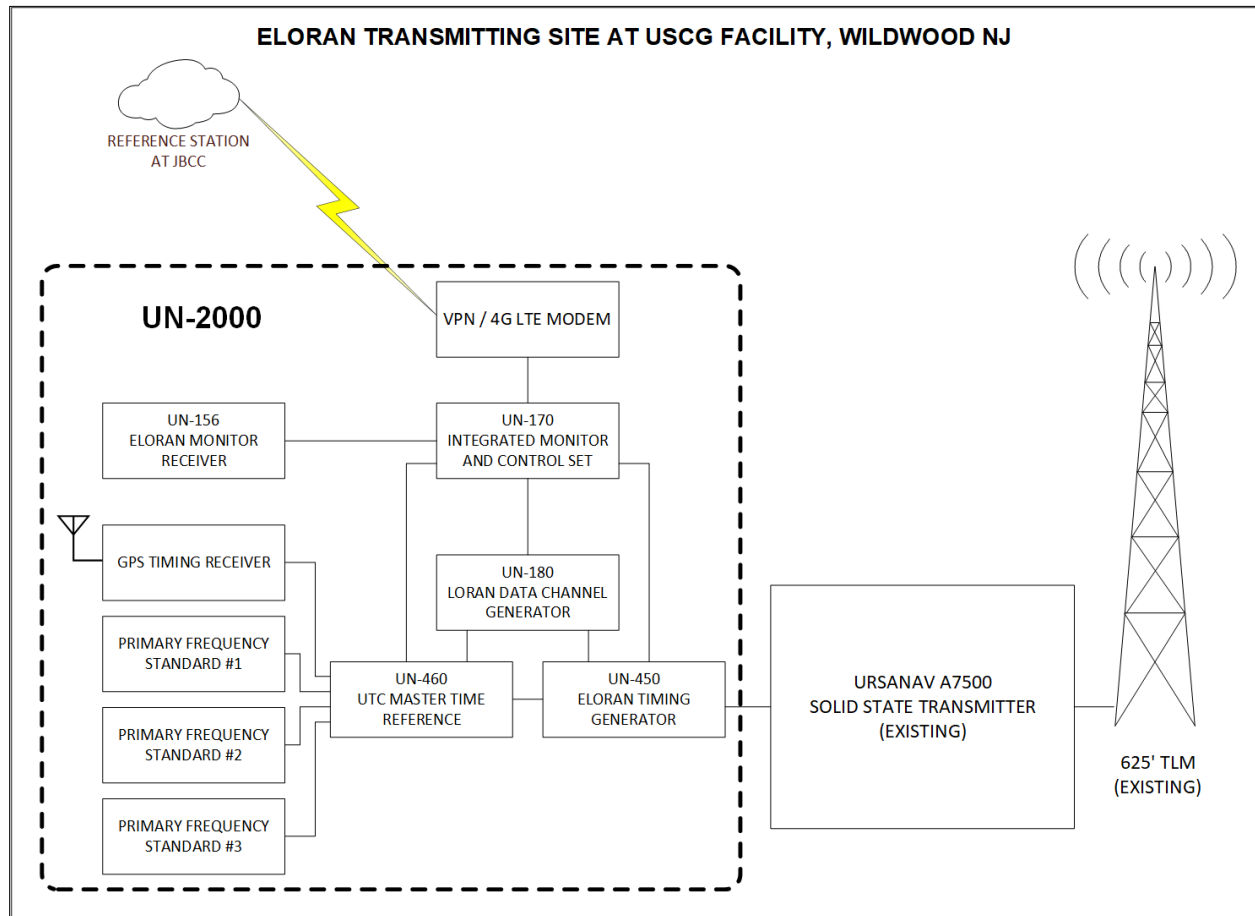 ELORAN TRANSMITTING SITE AT USCG FACILITY, WILDWOOD NJ
REFERENCE STATION
AT JBCC
UN-2000
VPN / 4G LTE MODEM
UN-156
ELORAN MONITOR
RECEIVER
UN-170
INTEGRATED MONITOR
AND CONTROL SET
GPS TIMING RECEIVER
UN-180
LORAN DATA CHANNEL
GENERATOR
PRIMARY FREQUENCY
STANDARD #1
UN-460
UTC MASTER TIME
REFERENCE
UN-450
ELORAN TIMING
GENERATOR
PRIMARY FREQUENCY
STANDARD #2
PRIMARY FREQUENCY
STANDARD #3
URSANAV A7500
SOLID STATE TRANSMITTER
(EXISTING)
625' TLM
(EXISTING)